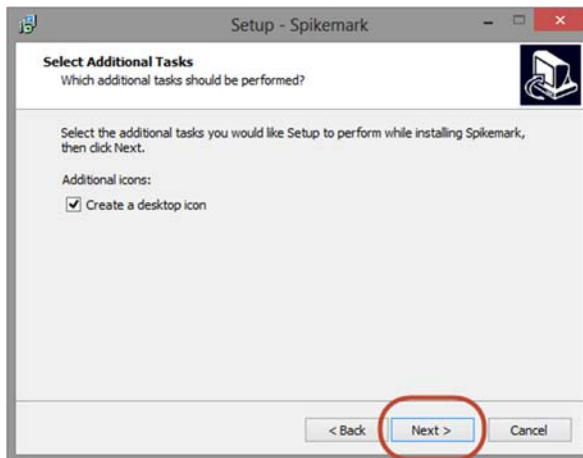 Setup - Spikemark
Select Additional Tasks
Which additional tasks should be performed?
Select the additional tasks you would like Setup to perform while installing Spikemark,
then click Next.
Additional icons:
Create a desktop icon
< Back
Next >
Cancel